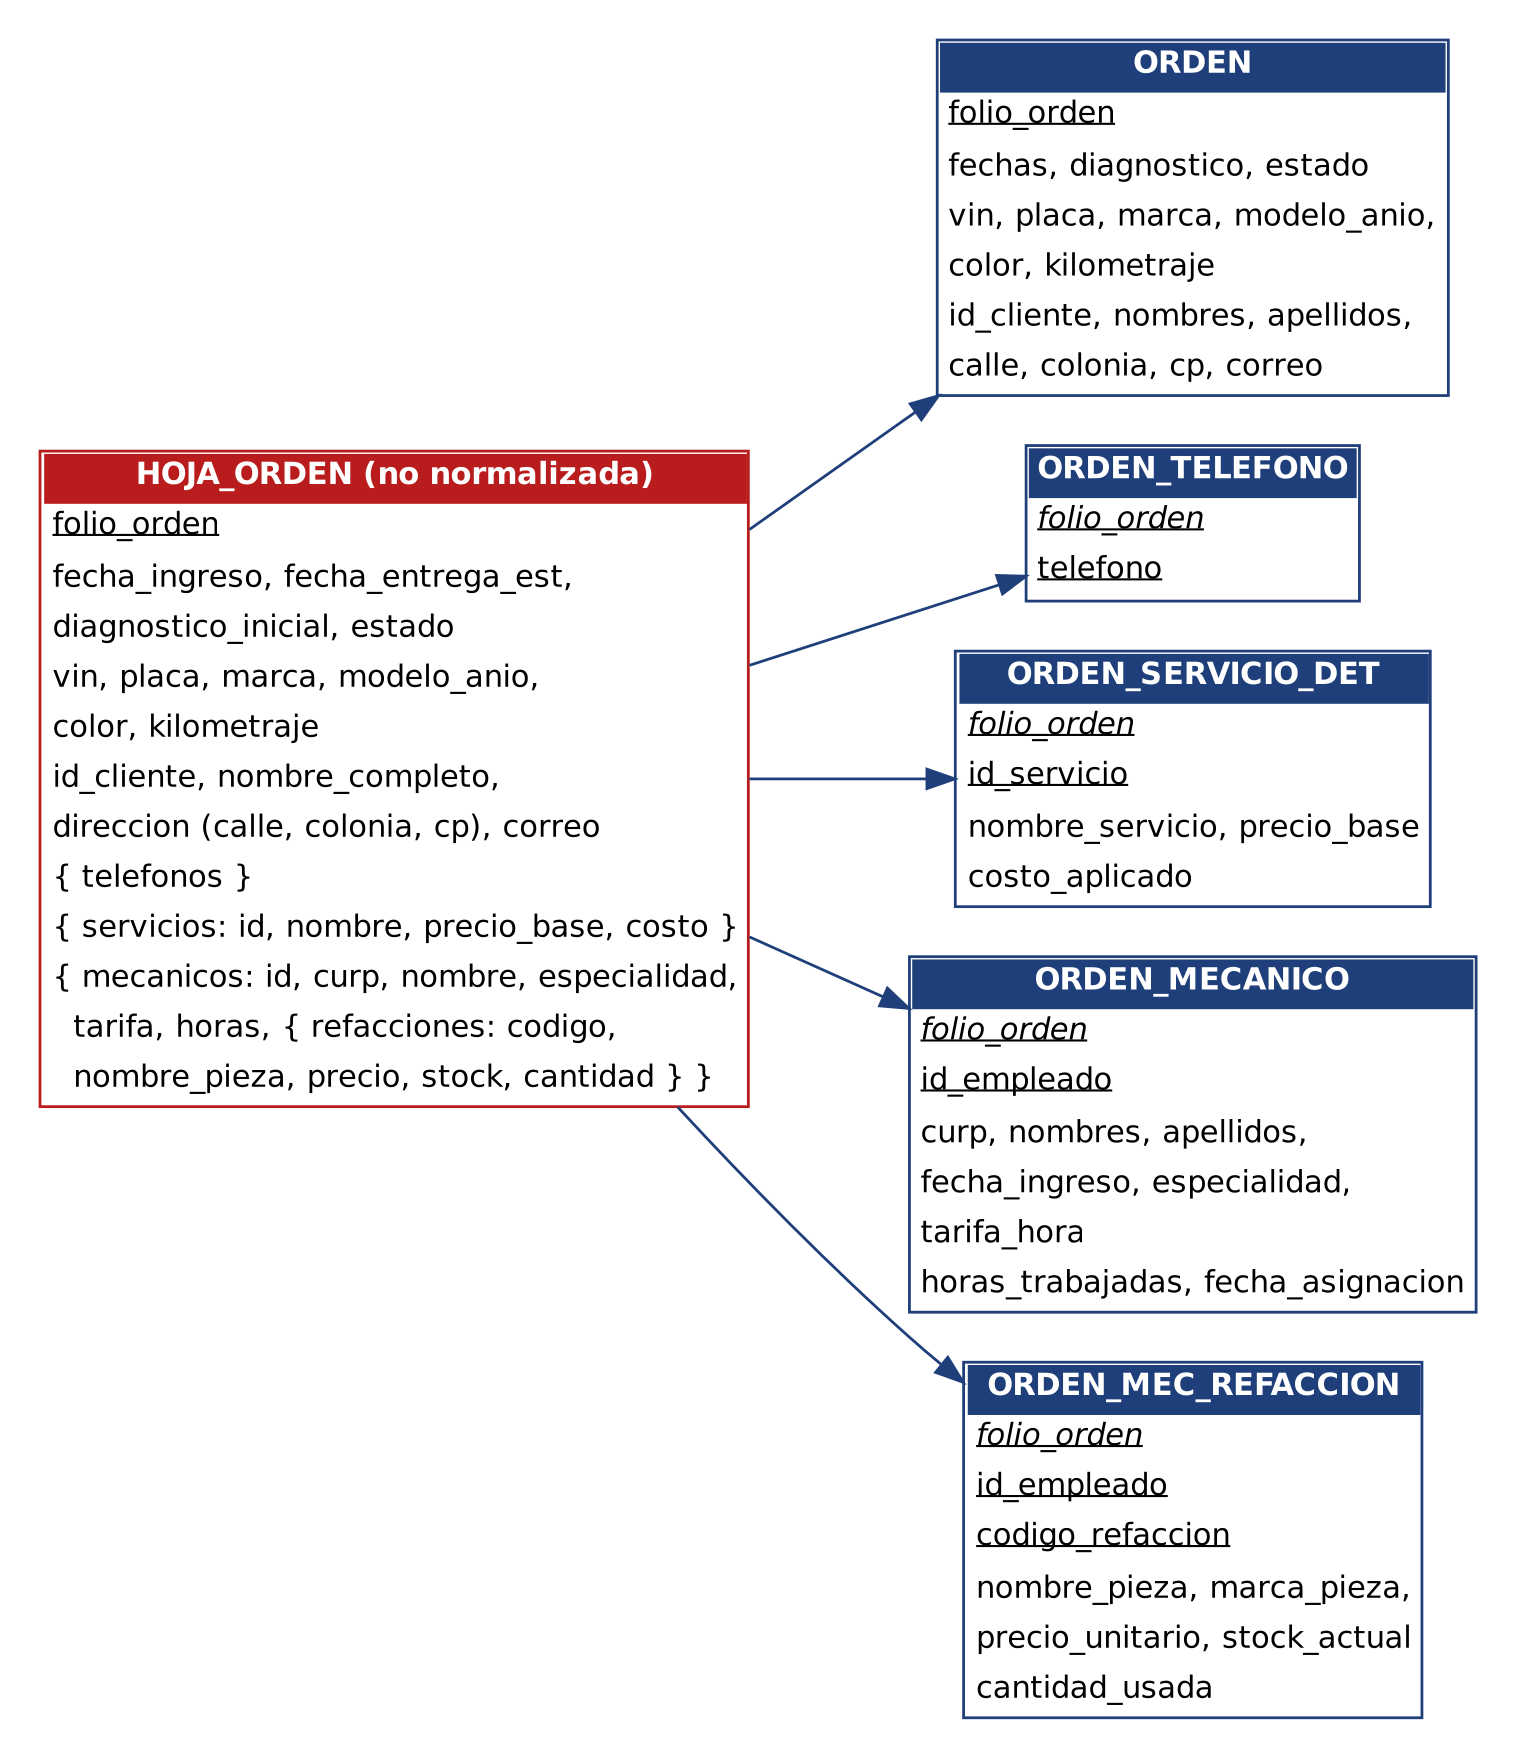 HOJA_ORDEN (no normalizada)
folio_orden
fecha_ingreso, fecha_entrega_est,
diagnostico_inicial, estado
vin, placa, marca, modelo_anio,
color, kilometraje
id_cliente, nombre_completo,
direccion (calle, colonia, cp), correo
{ telefonos }
{ servicios: id, nombre, precio_base, costo }
{ mecanicos: id, curp, nombre, especialidad,
tarifa, horas, { refacciones: codigo,
nombre_pieza, precio, stock, cantidad } }
ORDEN
folio_orden
fechas, diagnostico, estado
vin, placa, marca, modelo_anio,
color, kilometraje
id_cliente, nombres, apellidos,
calle, colonia, cp, correo
ORDEN_TELEFONO
folio_orden
telefono
ORDEN_SERVICIO_DET
folio_orden
id_servicio
nombre_servicio, precio_base
costo_aplicado
ORDEN_MECANICO
folio_orden
id_empleado
curp, nombres, apellidos,
fecha_ingreso, especialidad,
tarifa_hora
horas_trabajadas, fecha_asignacion
ORDEN_MEC_REFACCION
folio_orden
id_empleado
codigo_refaccion
nombre_pieza, marca_pieza,
precio_unitario, stock_actual
cantidad_usada